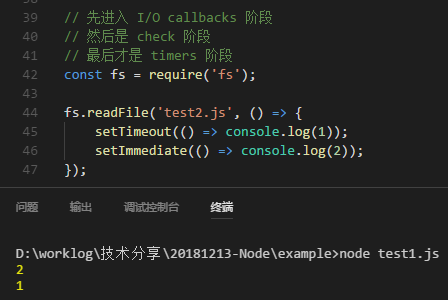 39 // 先进入 I/O callbacks 阶段
40 // 然后是 check 阶段
41 // 最后才是 timers 阶段
42 const fs = require('fs');
43
44 fs.readFile('test2.js', () => {
45 setTimeout(() => console.log(1));
46 setImmediate(() => console.log(2));
47 });
问题 输出 调试控制台 终端
D:\worklog\技术分享\20181213-Node\example>node test1.js
2
1